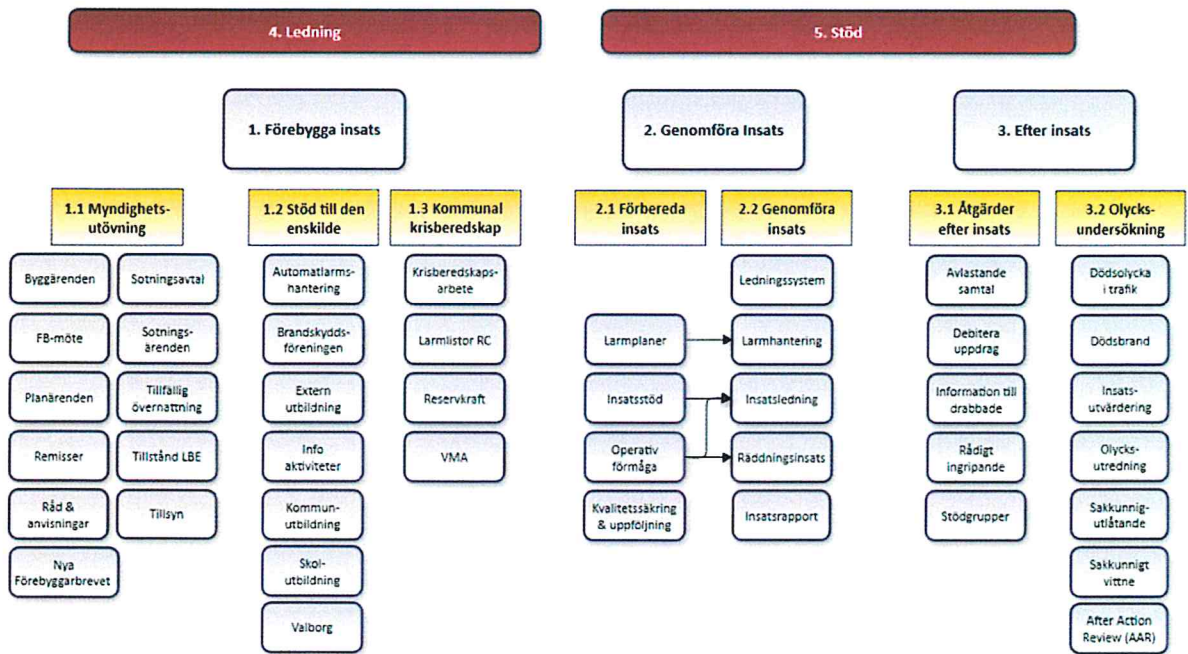 4. Ledning
5. Stöd
1. Förebygga insats
2. Genomföra Insats
3. Efter insats
1.1 Myndighets-
utövning
1.2 Stöd till den
enskilde
1.3 Kommunal
krisberedskap
2.1 Förbereda
insats
2.2 Genomföra
insats
3.1 Åtgärder
efter insats
3.2 Olycks-
undersökning
Byggärenden
FB-möte
Planärenden
Remisser
Råd &
anvisningar
Nya
Förebyggarbrevet
Sotningsavtal
Sotnings-
ärenden
Tillfällig
övernattning
Tillstånd LBE
Tillsyn
Automatlarms-
hantering
Brandskydds-
föreningen
Extern
utbildning
Info
aktiviteter
Kommun-
utbildning
Skol-
utbildning
Valborg
Krisberedskaps-
arbete
Larmlistor RC
Reservkraft
VMA
Larmplaner
Insatsstöd
Operativ
förmåga
Kvalitetssäkring
& uppföljning
Ledningssystem
Larmhantering
Insatsledning
Räddningsinsats
Insatsrapport
Avlastande
samtal
Debitera
uppdrag
Information till
drabbade
Rådigt
ingripande
Stödgrupper
Dödsolycka
i trafik
Dödsbrand
Insats-
utvärdering
Olycks-
utredning
Sakkunnig-
utlåtande
Sakkunnigt
vittne
After Action
Review (AAR)